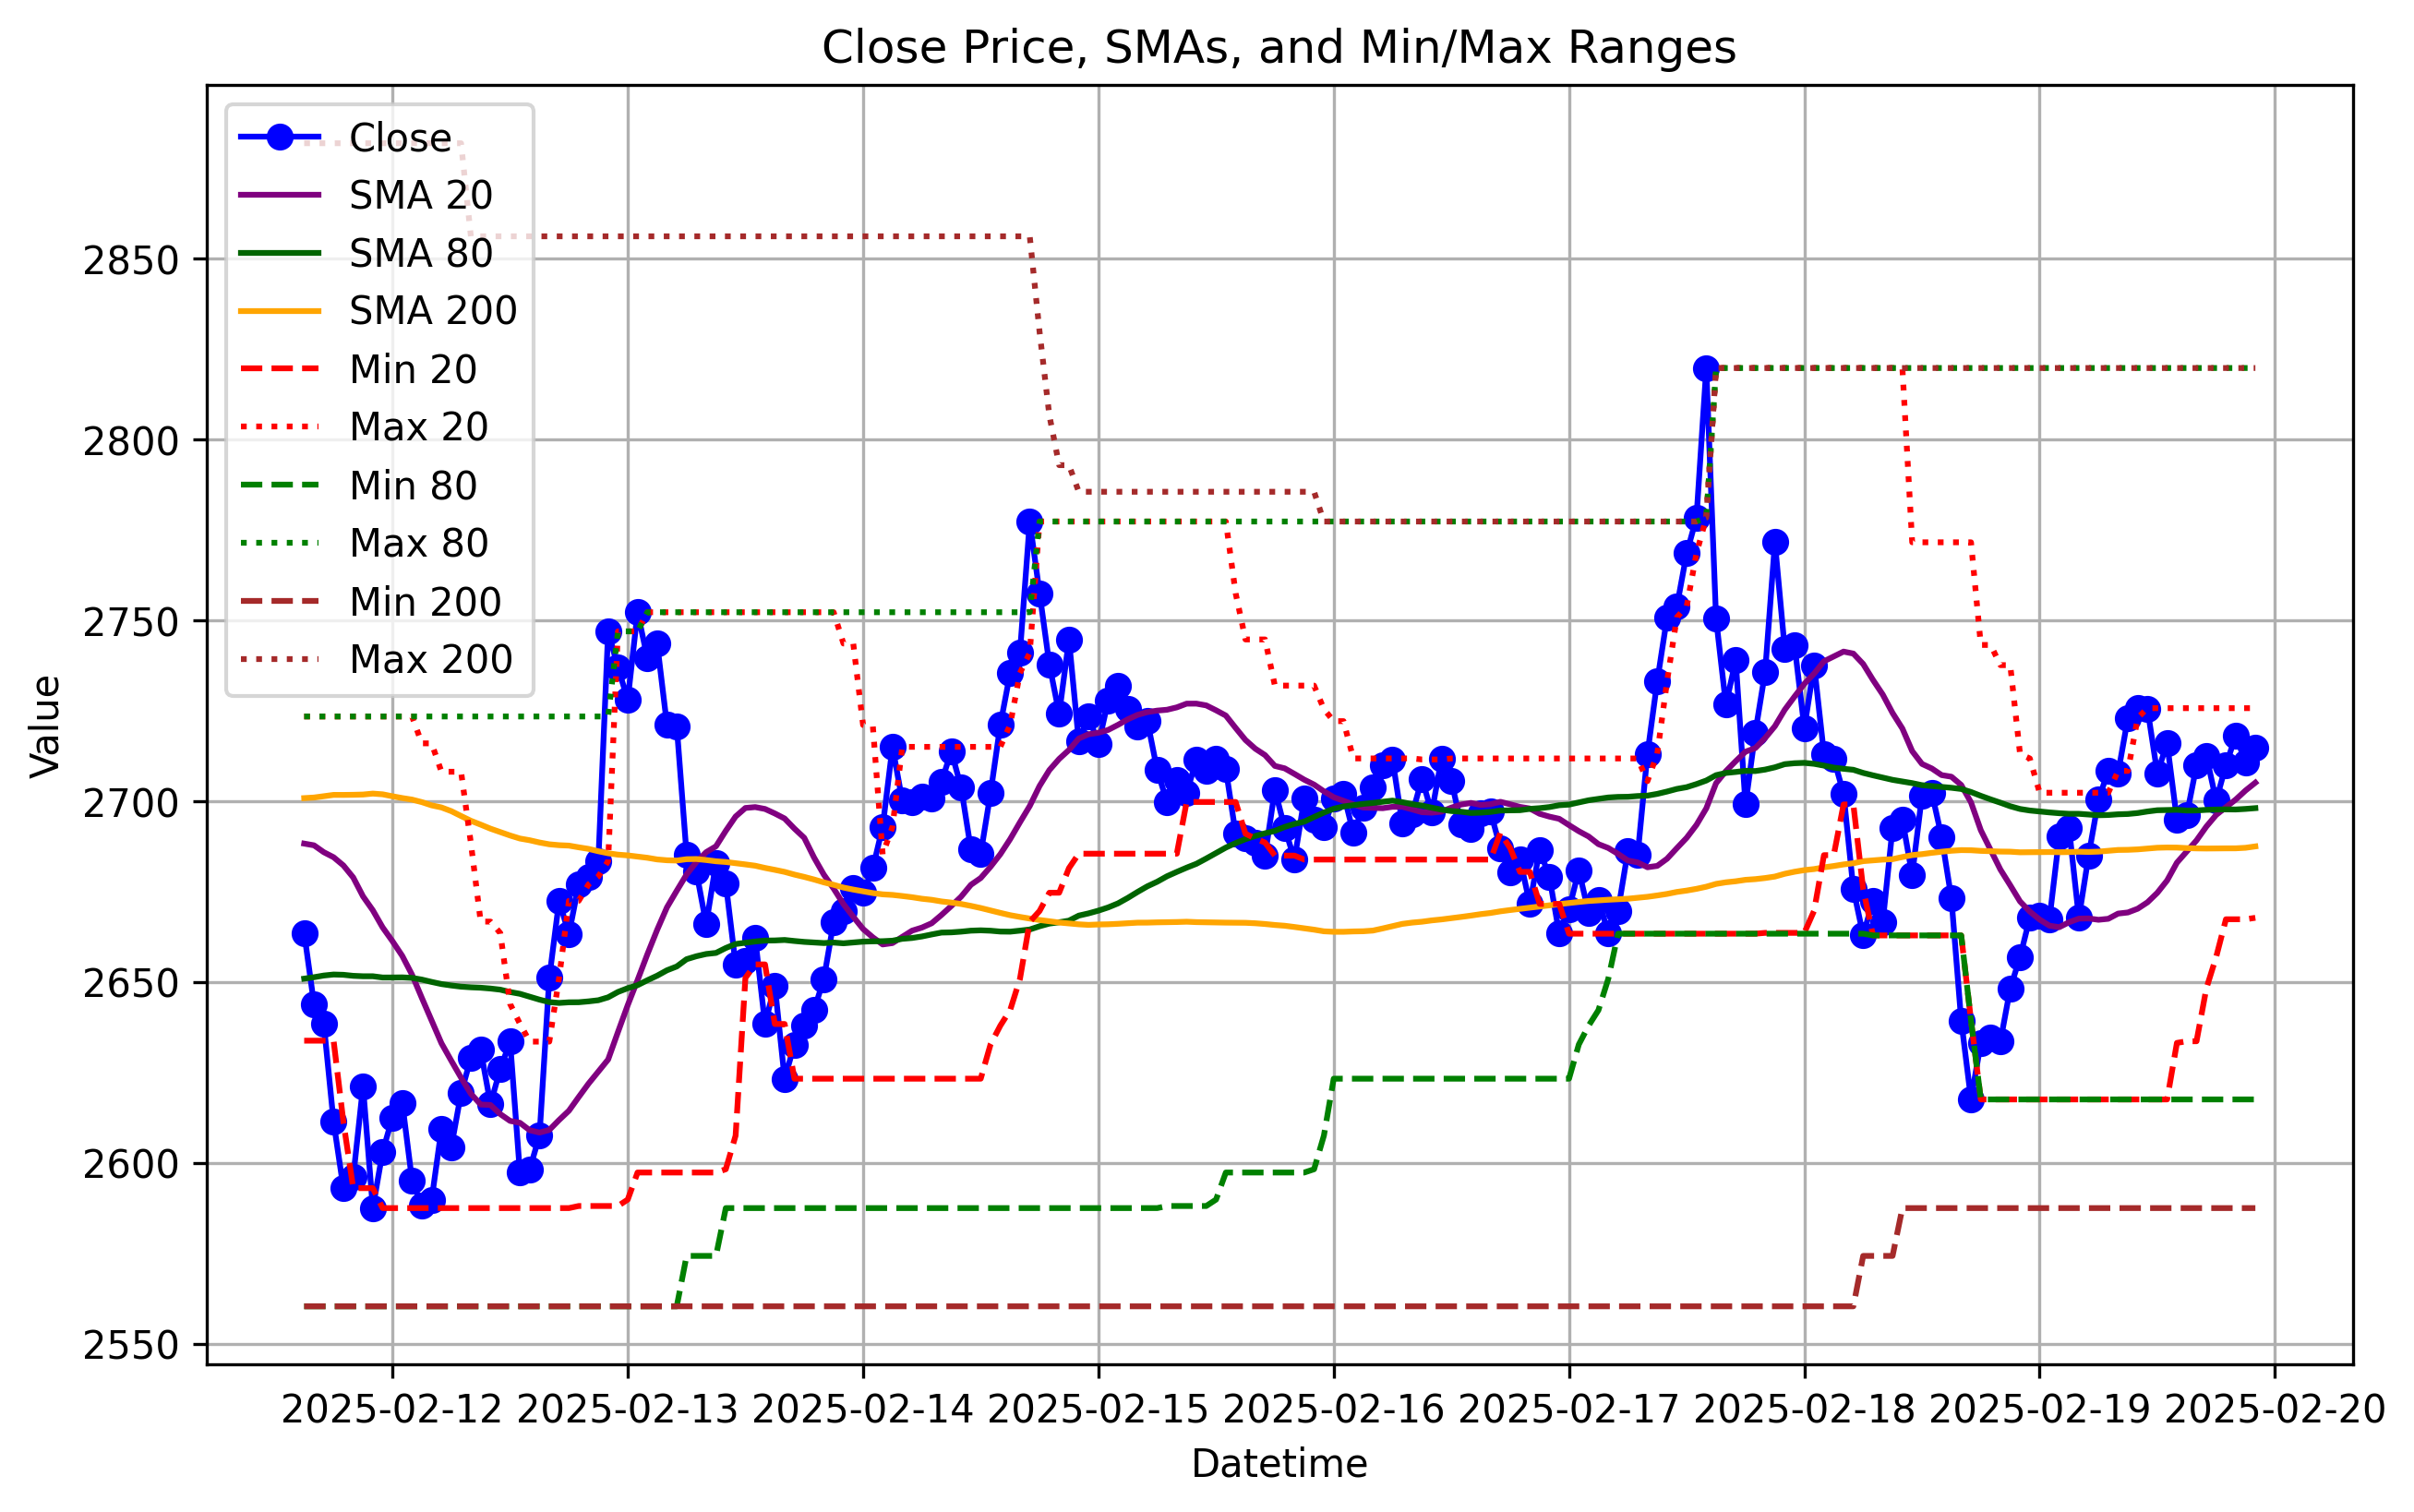 Close Price, SMAs, and Min/Max Ranges
Close
SMA 20
SMA 80
SMA 200
Min 20
Max 20
Min 80
Max 80
Min 200
Max 200
2850
2800
2750
2700
2650
2600
2550
Value
2025-02-12 2025-02-13 2025-02-14 2025-02-15 2025-02-16 2025-02-17 2025-02-18 2025-02-19 2025-02-20
Datetime